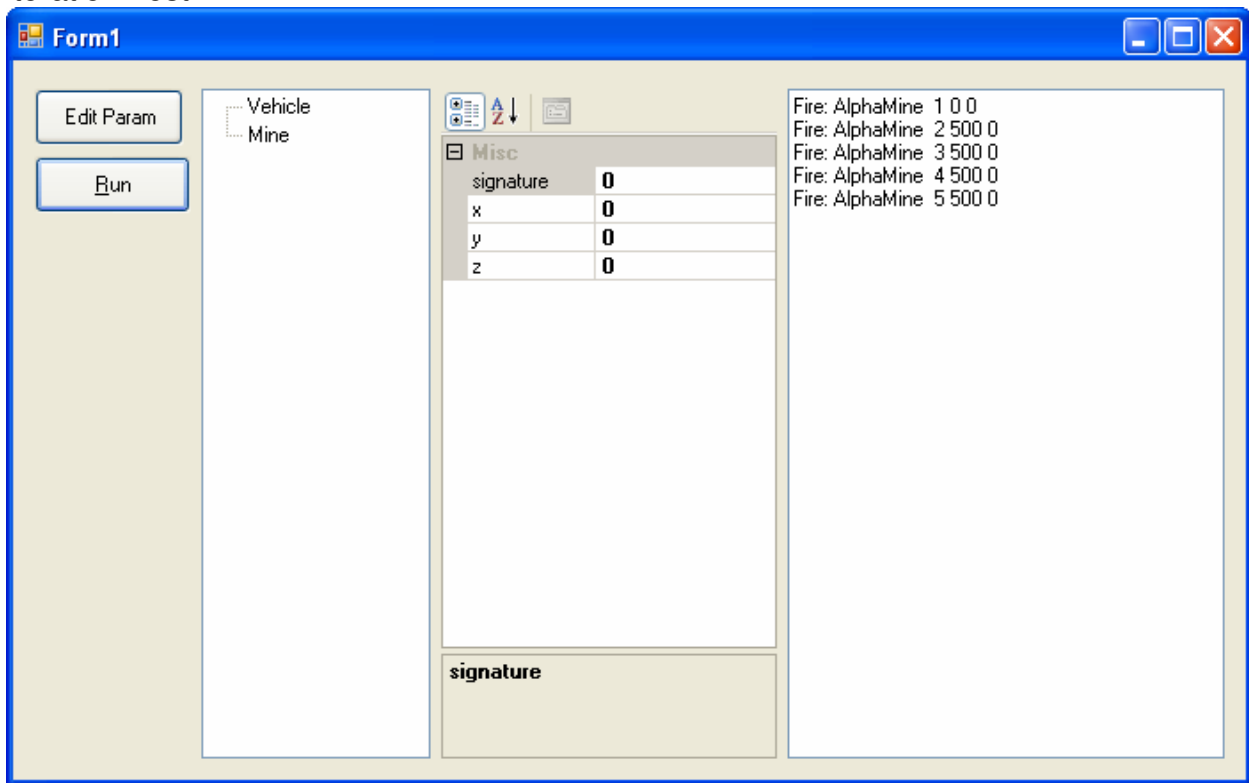 Form1
Edit Param
Run
Vehicle
Mine
Misc
signature 0
x 0
y 0
z 0
signature
Fire: AlphaMine 1 0 0
Fire: AlphaMine 2 500 0
Fire: AlphaMine 3 500 0
Fire: AlphaMine 4 500 0
Fire: AlphaMine 5 500 0